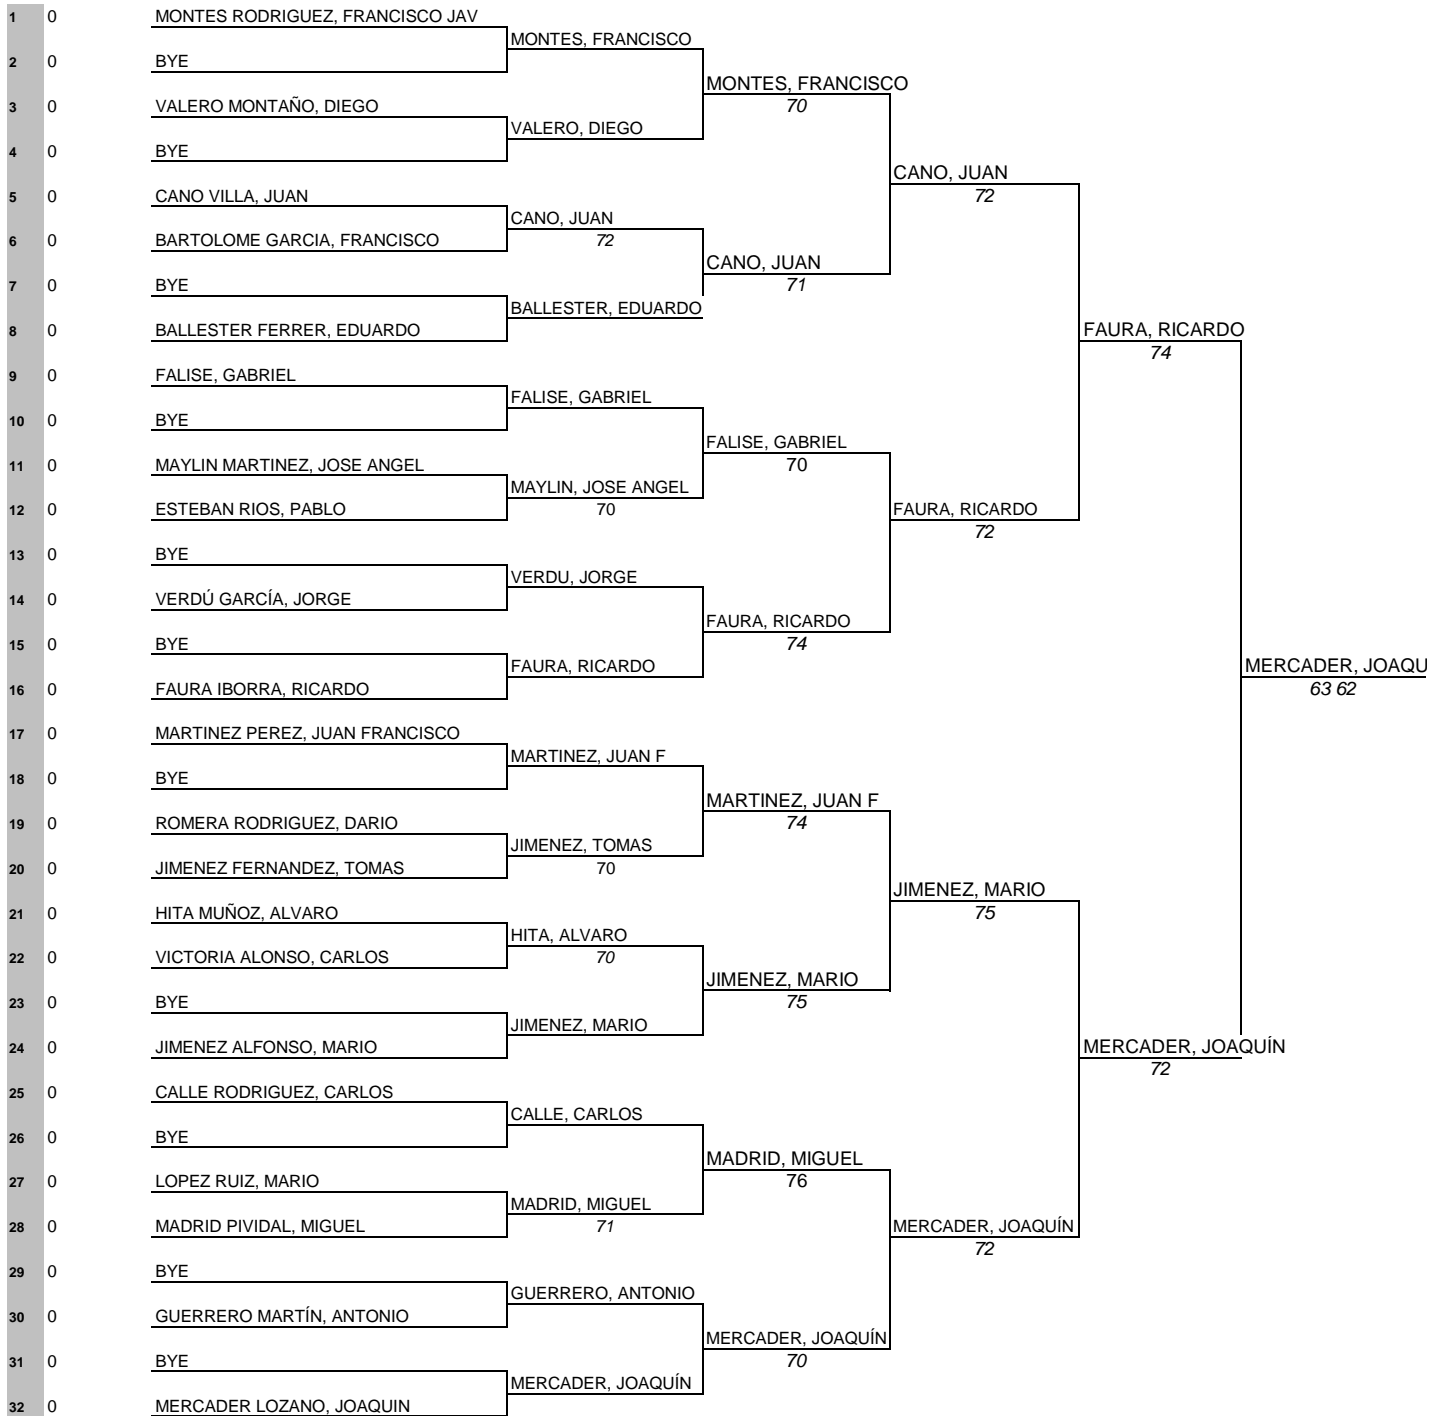 1 0 MONTES RODRIGUEZ, FRANCISCO JAV
MONTES, FRANCISCO
2 0 BYE
MONTES, FRANCISCO
70
3 0 VALERO MONTAÑO, DIEGO
VALERO, DIEGO
4 0 BYE
CANO, JUAN
72
5 0 CANO VILLA, JUAN
CANO, JUAN
72
6 0 BARTOLOME GARCIA, FRANCISCO
CANO, JUAN
71
7 0 BYE
BALLESTER, EDUARDO
8 0 BALLESTER FERRER, EDUARDO
FAURA, RICARDO
74
9 0 FALISE, GABRIEL
FALISE, GABRIEL
10 0 BYE
FALISE, GABRIEL
70
11 0 MAYLIN MARTINEZ, JOSE ANGEL
MAYLIN, JOSE ANGEL
70
12 0 ESTEBAN RIOS, PABLO
FAURA, RICARDO
72
13 0 BYE
VERDU, JORGE
14 0 VERDÚ GARCÍA, JORGE
FAURA, RICARDO
74
15 0 BYE
FAURA, RICARDO
16 0 FAURA IBORRA, RICARDO
MERCADER, JOAQU
63 62
17 0 MARTINEZ PEREZ, JUAN FRANCISCO
MARTINEZ, JUAN F
18 0 BYE
MARTINEZ, JUAN F
74
19 0 ROMERA RODRIGUEZ, DARIO
JIMENEZ, TOMAS
70
20 0 JIMENEZ FERNANDEZ, TOMAS
JIMENEZ, MARIO
75
21 0 HITA MUÑOZ, ALVARO
HITA, ALVARO
70
22 0 VICTORIA ALONSO, CARLOS
JIMENEZ, MARIO
75
23 0 BYE
JIMENEZ, MARIO
24 0 JIMENEZ ALFONSO, MARIO
MERCADER, JOAQUÍN
72
25 0 CALLE RODRIGUEZ, CARLOS
CALLE, CARLOS
26 0 BYE
MADRID, MIGUEL
76
27 0 LOPEZ RUIZ, MARIO
MADRID, MIGUEL
71
28 0 MADRID PIVIDAL, MIGUEL
MERCADER, JOAQUÍN
72
29 0 BYE
GUERRERO, ANTONIO
30 0 GUERRERO MARTÍN, ANTONIO
MERCADER, JOAQUÍN
70
31 0 BYE
MERCADER, JOAQUÍN
32 0 MERCADER LOZANO, JOAQUIN